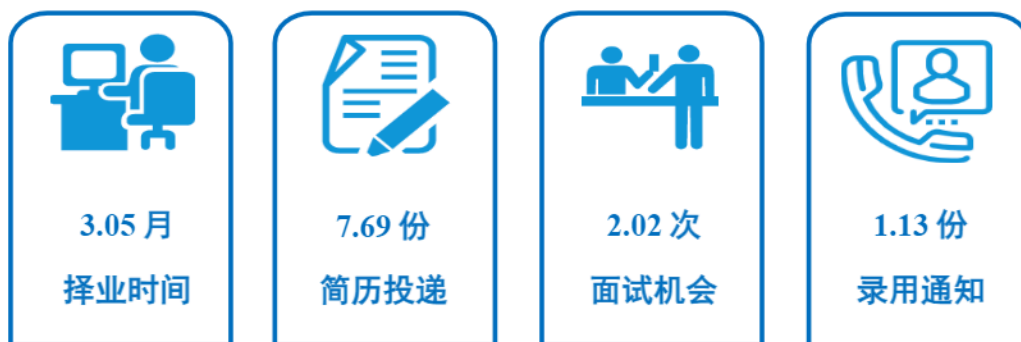 3.05 月
择业时间
7.69 份
简历投递
2.02 次
面试机会
1.13 份
录用通知